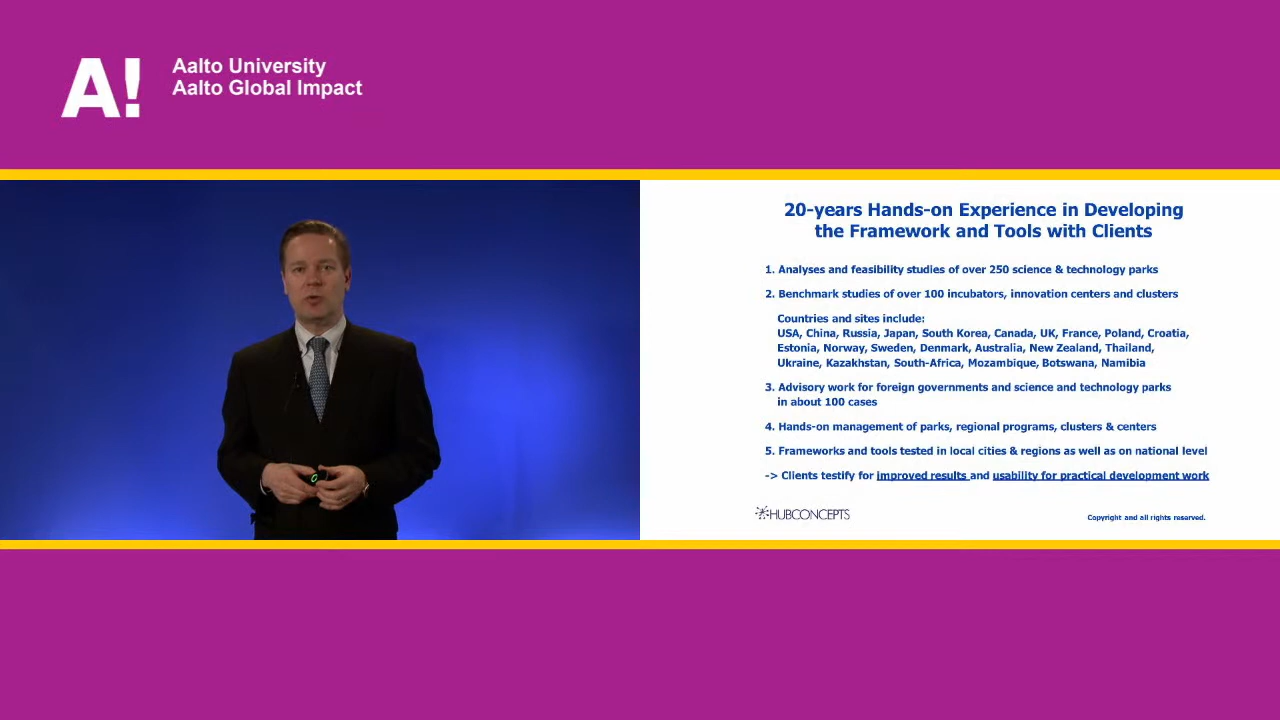 A!
Aalto University
Aalto Global Impact
20-years Hands-on Experience in Developing
the Framework and Tools with Clients
1. Analyses and feasibility studies of over 250 science & technology parks
2. Benchmark studies of over 100 incubators, innovation centers and clusters
Countries and sites include:
USA, China, Russia, Japan, South Korea, Canada, UK, France, Poland, Croatia,
Estonia, Norway, Sweden, Denmark, Australia, New Zealand, Thailand,
Ukraine, Kazakhstan, South-Africa, Mozambique, Botswana, Namibia
3. Advisory work for foreign governments and science and technology parks
in about 100 cases
4. Hands-on management of parks, regional programs, clusters & centers
5. Frameworks and tools tested in local cities & regions as well as on national level
-> Clients testify for improved results and usability for practical development work
HUBCONCEPTS
Copyright and all rights reserved.